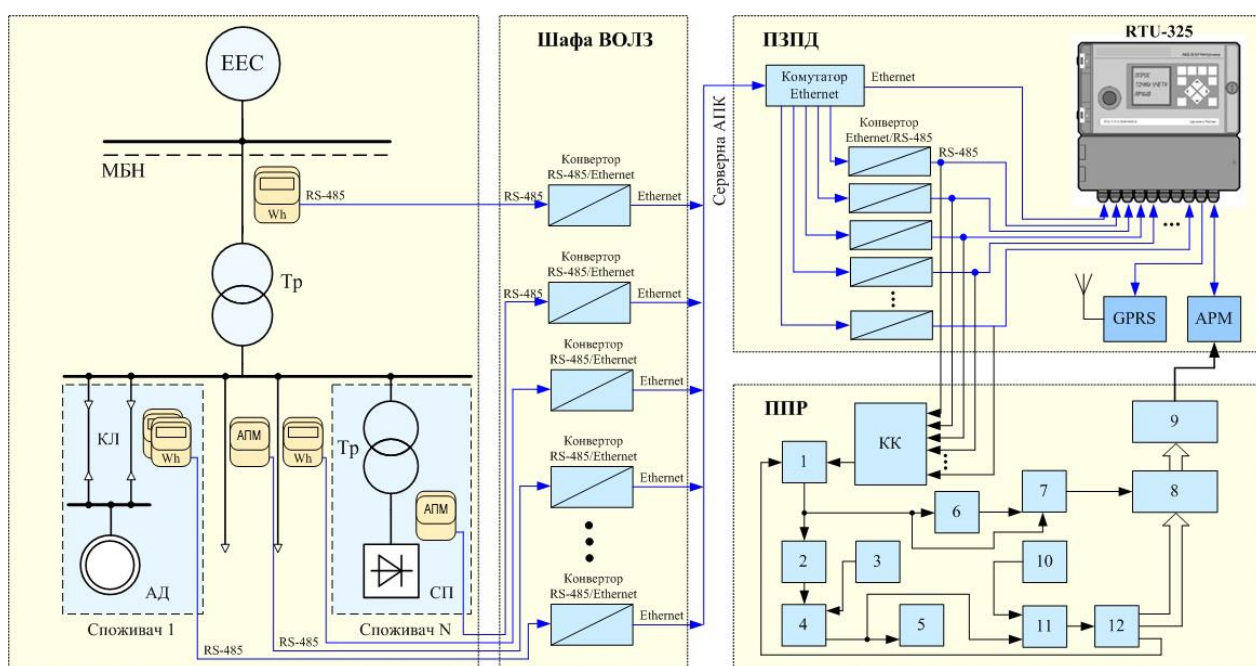 ЕЕС
МБН
Wh
RS-485
Тр
КЛ
Wh
АПМ
Wh
Тр
АПМ
АД
СП
Споживач 1
Споживач N
RS-485
RS-485
Шафа ВОЛЗ
Конвертор
RS-485/Ethernet
RS-485
Ethernet
Конвертор
RS-485/Ethernet
RS-485
Ethernet
Конвертор
RS-485/Ethernet
Ethernet
Конвертор
RS-485/Ethernet
Ethernet
Конвертор
RS-485/Ethernet
Ethernet
Серверна АПК
ПЗПД
RTU-325
Комутатор
Ethernet
Ethernet
Конвертор
Ethernet/RS-485
RS-485
GPRS
АРМ
ППР
КК
1
2
3
4
5
6
7
8
9
10
11
12